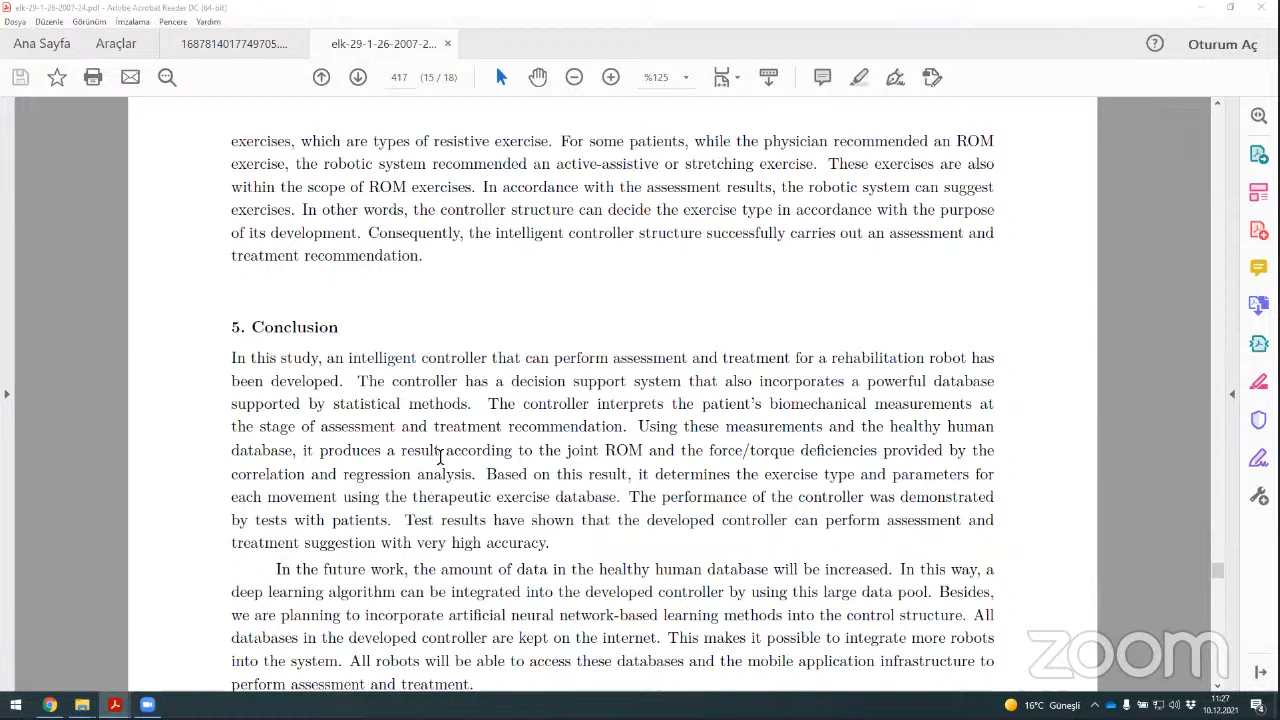 elk-29-1-26-2007-24.pdf - Adobe Acrobat Reader DC (64-bit)
Dosya Düzenle Görünüm İmzalama Pencere Yardım
Ana Sayfa Araçlar 1687814017749705.... elk-29-1-26-2007-2... × Oturum Aç
417 (15 / 18) %125
exercises, which are types of resistive exercise. For some patients, while the physician recommended an ROM
exercise, the robotic system recommended an active-assistive or stretching exercise. These exercises are also
within the scope of ROM exercises. In accordance with the assessment results, the robotic system can suggest
exercises. In other words, the controller structure can decide the exercise type in accordance with the purpose
of its development. Consequently, the intelligent controller structure successfully carries out an assessment and
treatment recommendation.
5. Conclusion
In this study, an intelligent controller that can perform assessment and treatment for a rehabilitation robot has
been developed. The controller has a decision support system that also incorporates a powerful database
supported by statistical methods. The controller interprets the patient's biomechanical measurements at
the stage of assessment and treatment recommendation. Using these measurements and the healthy human
database, it produces a result according to the joint ROM and the force/torque deficiencies provided by the
correlation and regression analysis. Based on this result, it determines the exercise type and parameters for
each movement using the therapeutic exercise database. The performance of the controller was demonstrated
by tests with patients. Test results have shown that the developed controller can perform assessment and
treatment suggestion with very high accuracy.
In the future work, the amount of data in the healthy human database will be increased. In this way, a
deep learning algorithm can be integrated into the developed controller by using this large data pool. Besides,
we are planning to incorporate artificial neural network-based learning methods into the control structure. All
databases in the developed controller are kept on the internet. This makes it possible to integrate more robots
into the system. All robots will be able to access these databases and the mobile application infrastructure to
perform assessment and treatment.
zoom
16°C Güneşli
11:27
10.12.2021
4